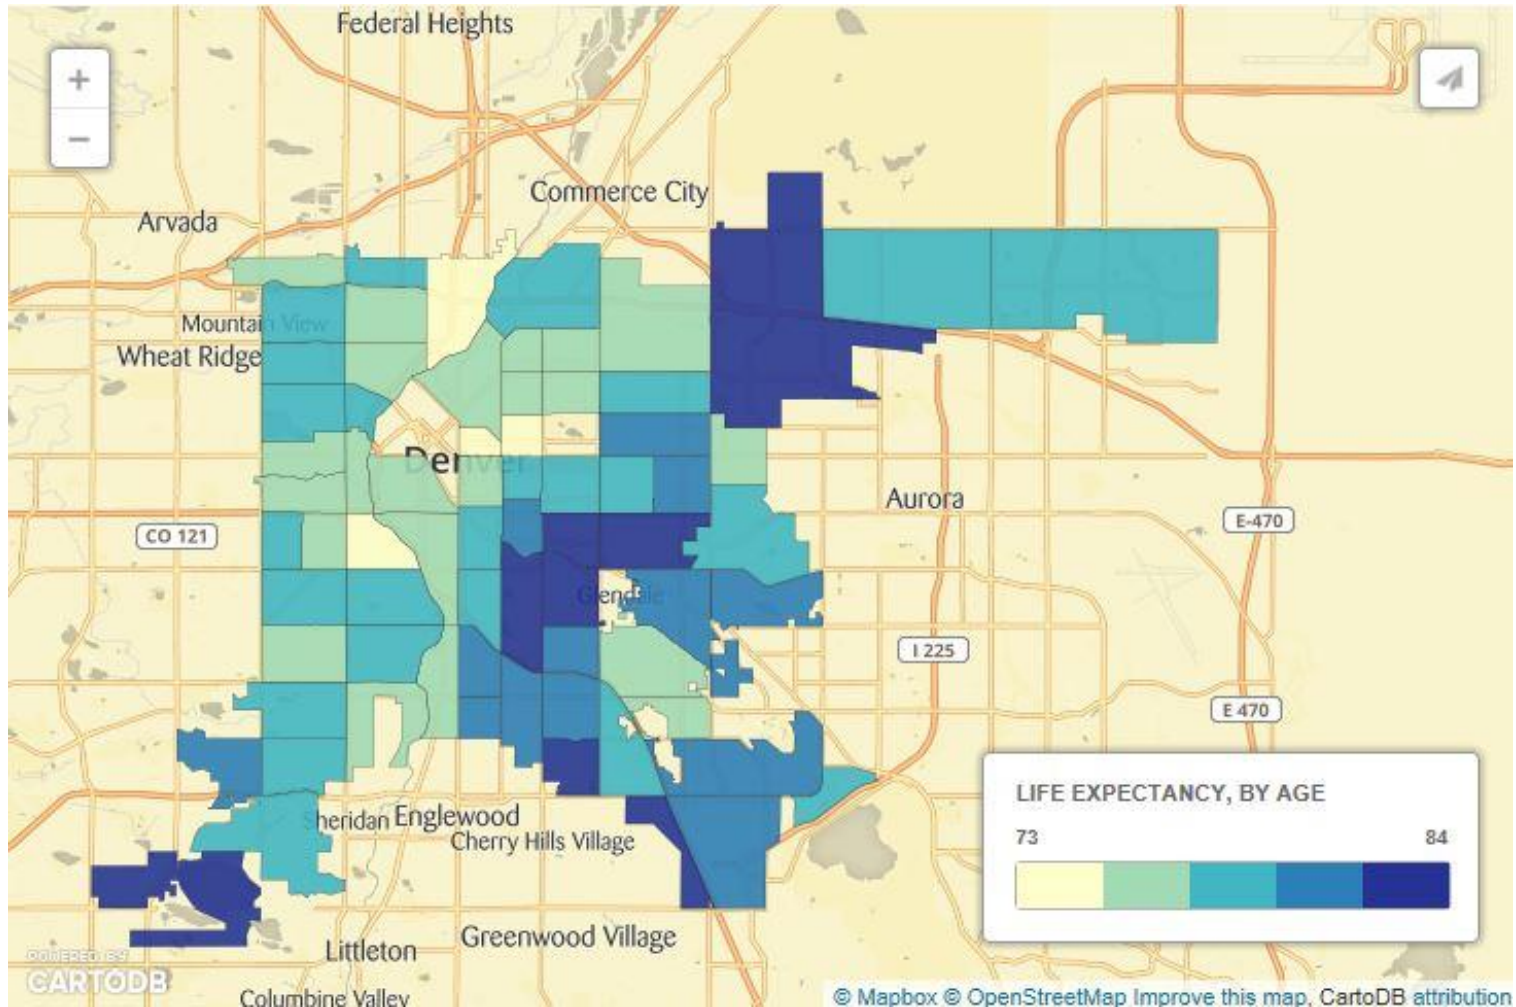 Federal Heights
+
−
Commerce City
Arvada
Mountain View
Wheat Ridge
Denver
Aurora
CO 121
E-470
Glendale
I 225
E 470
LIFE EXPECTANCY, BY AGE
73 84
Sheridan
Englewood
Cherry Hills Village
Greenwood Village
Littleton
POWERED BY
CARTODB
Columbine Valley
© Mapbox © OpenStreetMap Improve this map, CartoDB attribution